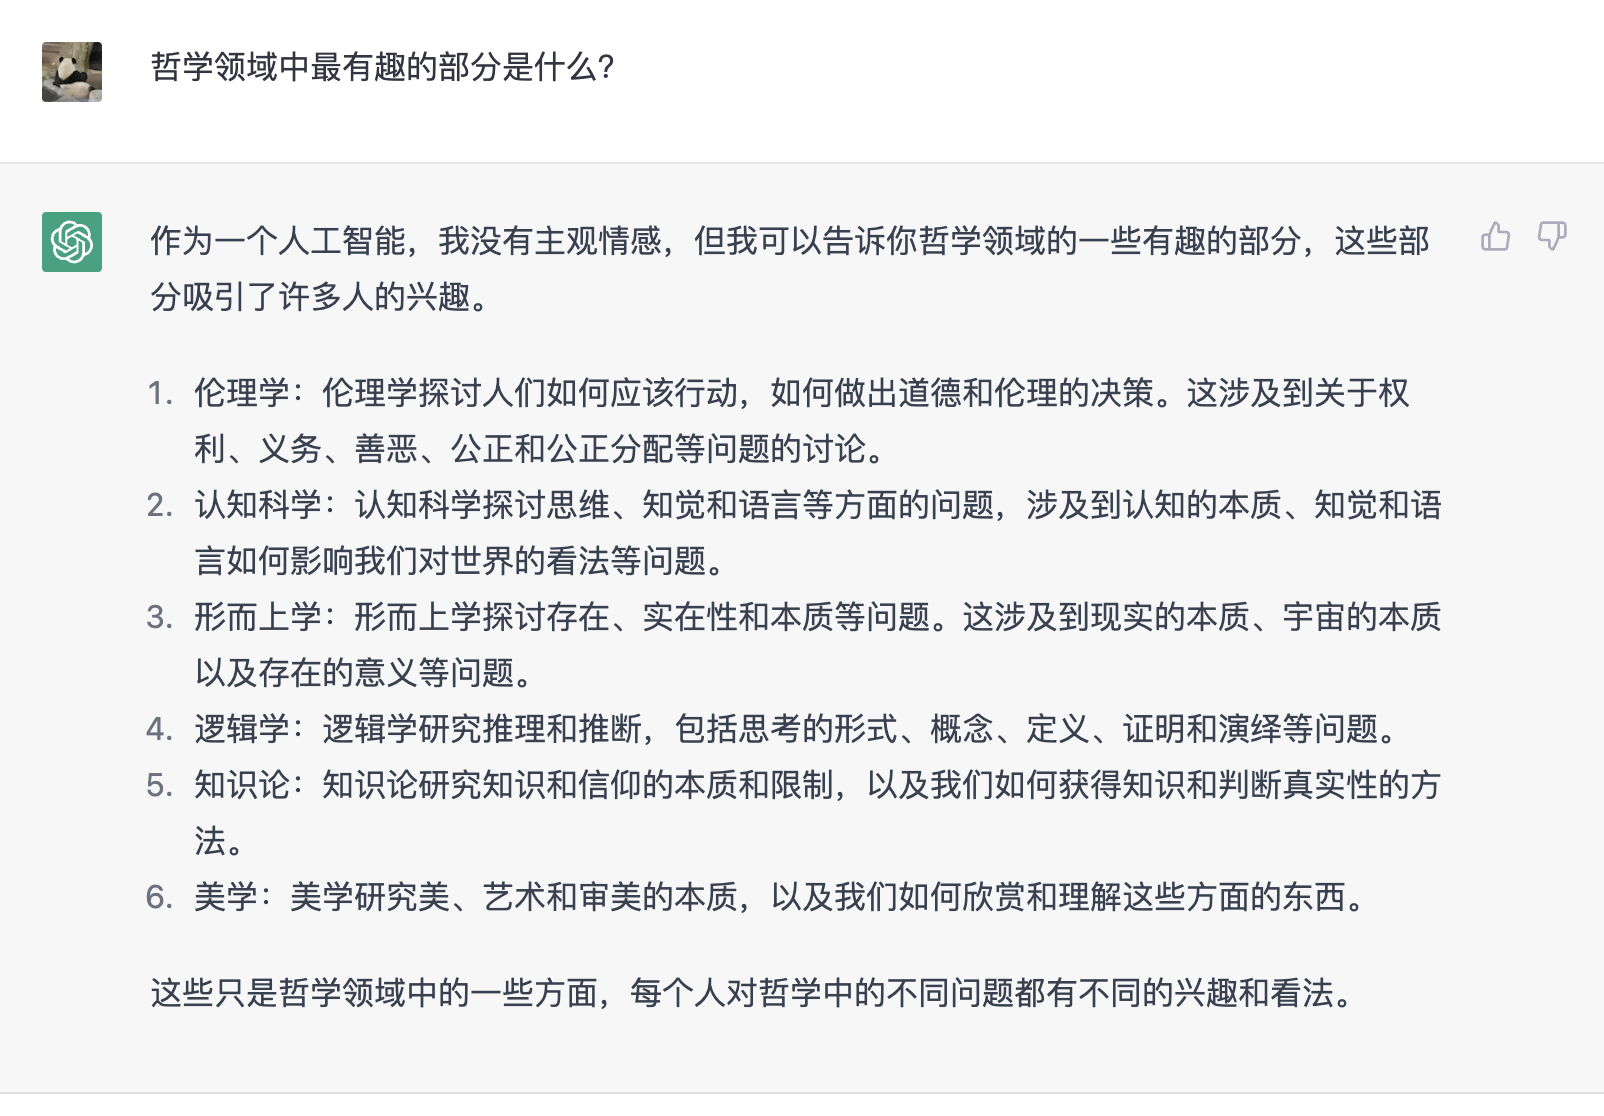 哲学领域中最有趣的部分是什么?
作为一个人工智能，我没有主观情感，但我可以告诉你哲学领域的一些有趣的部分，这些部
分吸引了许多人的兴趣。
1. 伦理学：伦理学探讨人们如何应该行动，如何做出道德和伦理的决策。这涉及到关于权
利、义务、善恶、公正和公正分配等问题的讨论。
2. 认知科学：认知科学探讨思维、知觉和语言等方面的问题，涉及到认知的本质、知觉和语
言如何影响我们对世界的看法等问题。
3. 形而上学：形而上学探讨存在、实在性和本质等问题。这涉及到现实的本质、宇宙的本质
以及存在的意义等问题。
4. 逻辑学：逻辑学研究推理和推断，包括思考的形式、概念、定义、证明和演绎等问题。
5. 知识论：知识论研究知识和信仰的本质和限制，以及我们如何获得知识和判断真实性的方
法。
6. 美学：美学研究美、艺术和审美的本质，以及我们如何欣赏和理解这些方面的东西。
这些只是哲学领域中的一些方面，每个人对哲学中的不同问题都有不同的兴趣和看法。